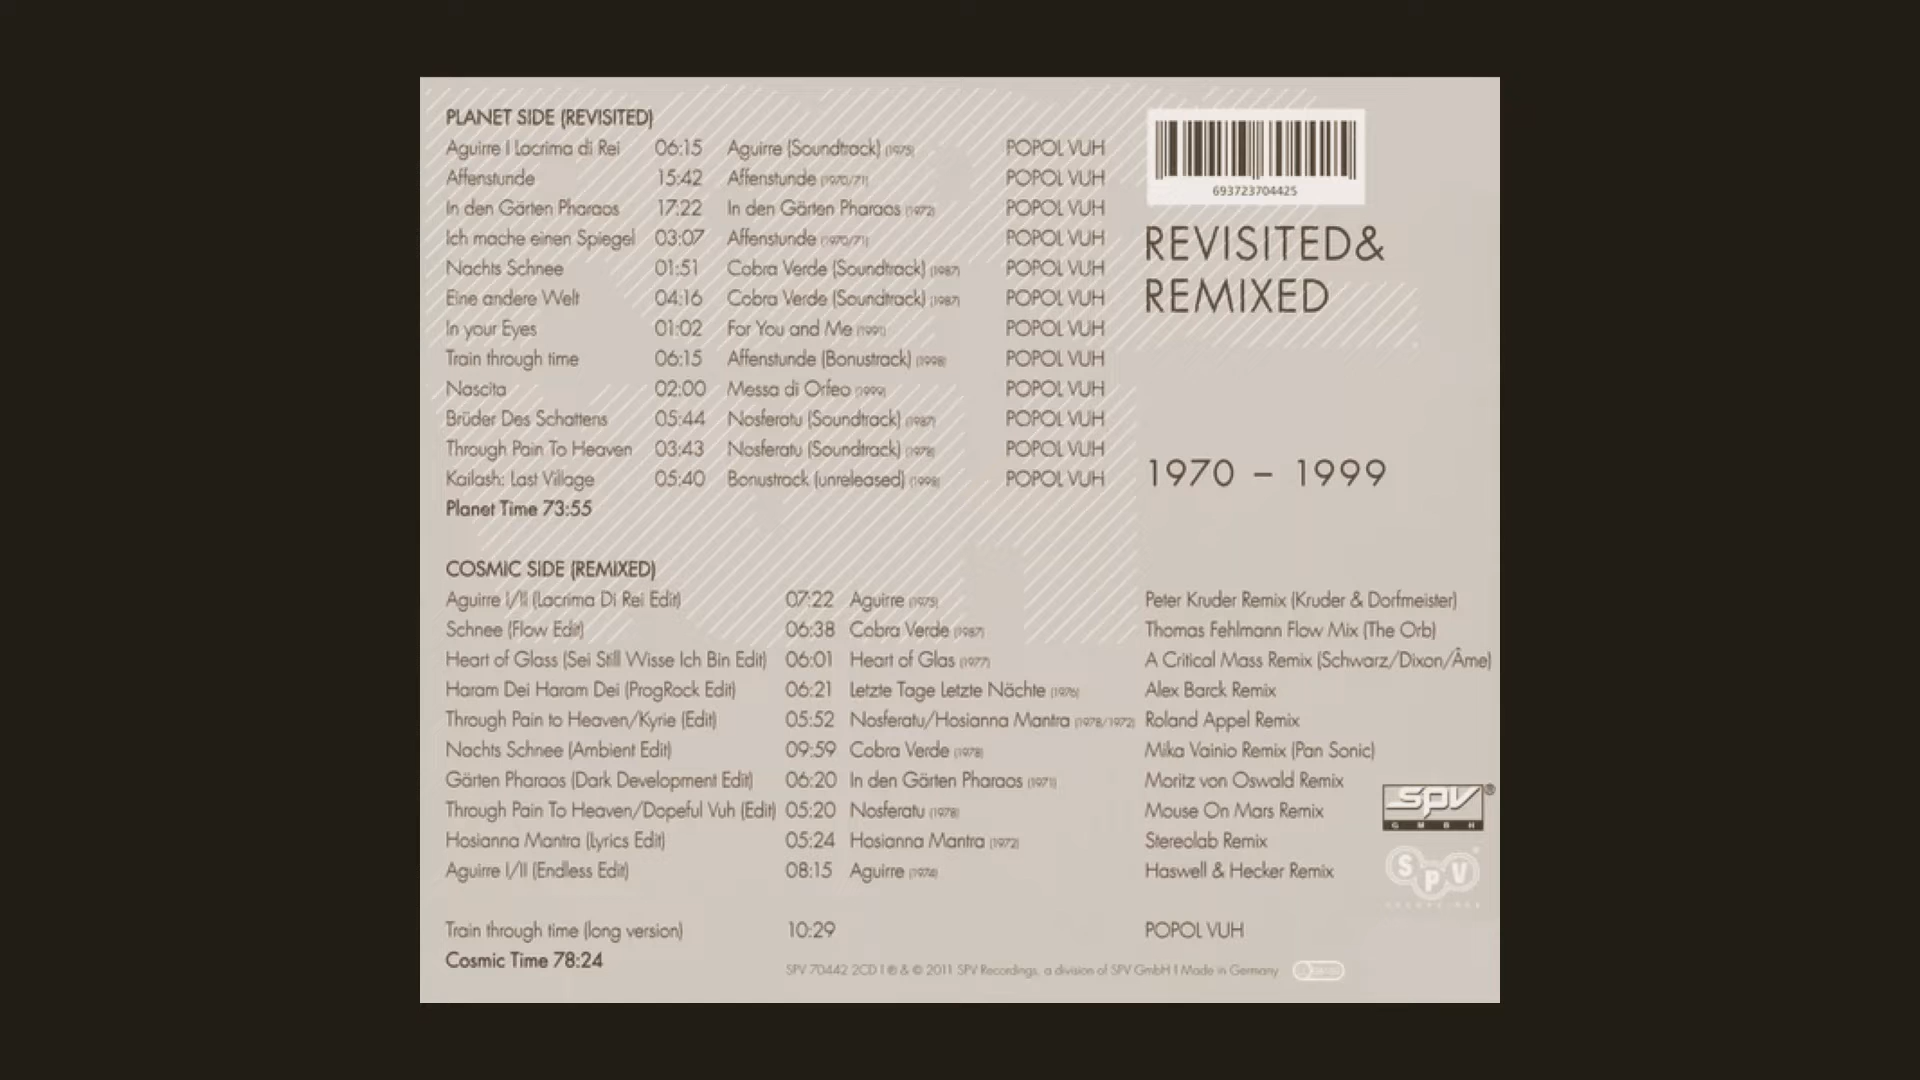 PLANET SIDE (REVISITED)
Aguirre I Lacrima di Rei 06:15 Aguirre (Soundtrack) (1975) POPOL VUH
Affenstunde 15:42 Affenstunde (1970/71) POPOL VUH
In den Gärten Pharaos 17:22 In den Gärten Pharaos (1972) POPOL VUH
Ich mache einen Spiegel 03:07 Affenstunde (1970/71) POPOL VUH
Nachts Schnee 01:51 Cobra Verde (Soundtrack) (1987) POPOL VUH
Eine andere Welt 04:16 Cobra Verde (Soundtrack) (1987) POPOL VUH
In your Eyes 01:02 For You and Me (1991) POPOL VUH
Train through time 06:15 Affenstunde (Bonustrack) (1998) POPOL VUH
Nascita 02:00 Messa di Orfeo (1999) POPOL VUH
Brüder Des Schattens 05:44 Nosferatu (Soundtrack) (1987) POPOL VUH
Through Pain To Heaven 03:43 Nosferatu (Soundtrack) (1978) POPOL VUH
Kailash: Last Village 05:40 Bonustrack (unreleased) (1998) POPOL VUH
Planet Time 73:55
693723704425
REVISITED&
REMIXED
1970 – 1999
COSMIC SIDE (REMIXED)
Aguirre I/II (Lacrima Di Rei Edit) 07:22 Aguirre (1975) Peter Kruder Remix (Kruder & Dorfmeister)
Schnee (Flow Edit) 06:38 Cobra Verde (1987) Thomas Fehlmann Flow Mix (The Orb)
Heart of Glass (Sei Still Wisse Ich Bin Edit) 06:01 Heart of Glas (1977) A Critical Mass Remix (Schwarz/Dixon/Âme)
Haram Dei Haram Dei (ProgRock Edit) 06:21 Letzte Tage Letzte Nächte (1976) Alex Barck Remix
Through Pain to Heaven/Kyrie (Edit) 05:52 Nosferatu/Hosianna Mantra (1978/1972) Roland Appel Remix
Nachts Schnee (Ambient Edit) 09:59 Cobra Verde (1978) Mika Vainio Remix (Pan Sonic)
Gärten Pharaos (Dark Development Edit) 06:20 In den Gärten Pharaos (1971) Moritz von Oswald Remix
Through Pain To Heaven/Dopeful Vuh (Edit) 05:20 Nosferatu (1978) Mouse On Mars Remix
Hosianna Mantra (Lyrics Edit) 05:24 Hosianna Mantra (1972) Stereolab Remix
Aguirre I/II (Endless Edit) 08:15 Aguirre (1974) Haswell & Hecker Remix
Train through time (long version) 10:29 POPOL VUH
Cosmic Time 78:24
SPV 70442 2CD I ℗ & © 2011 SPV Recordings, a division of SPV GmbH I Made in Germany
SPV®
GMBH
SPV
RECORDINGS